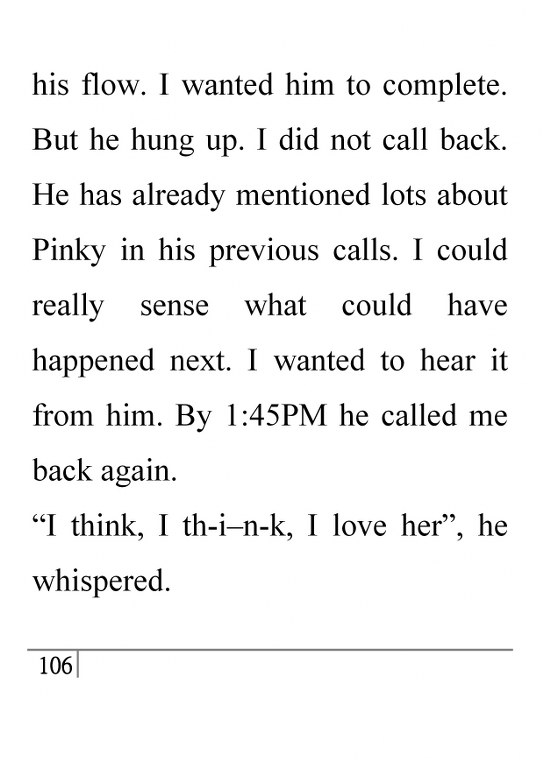 his flow. I wanted him to complete.
But he hung up. I did not call back.
He has already mentioned lots about
Pinky in his previous calls. I could
really sense what could have
happened next. I wanted to hear it
from him. By 1:45PM he called me
back again.
“I think, I th-i–n-k, I love her”, he
whispered.
106